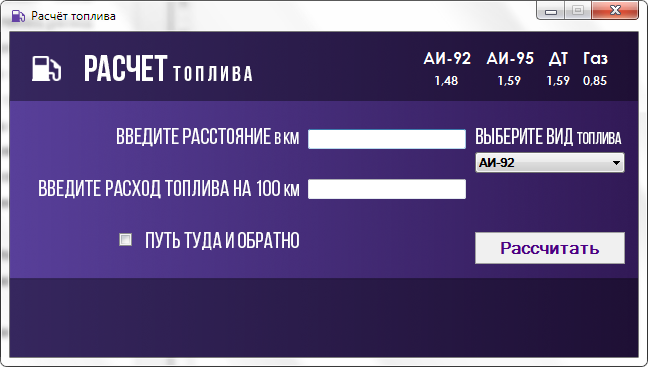 Расчёт топлива
РАСЧЕТ ТОПЛИВА
АИ-92 АИ-95 ДТ Газ
1,48 1,59 1,59 0,85
ВВЕДИТЕ РАССТОЯНИЕ В КМ
ВЫБЕРИТЕ ВИД ТОПЛИВА
АИ-92
ВВЕДИТЕ РАСХОД ТОПЛИВА НА 100 КМ
ПУТЬ ТУДА И ОБРАТНО
Рассчитать